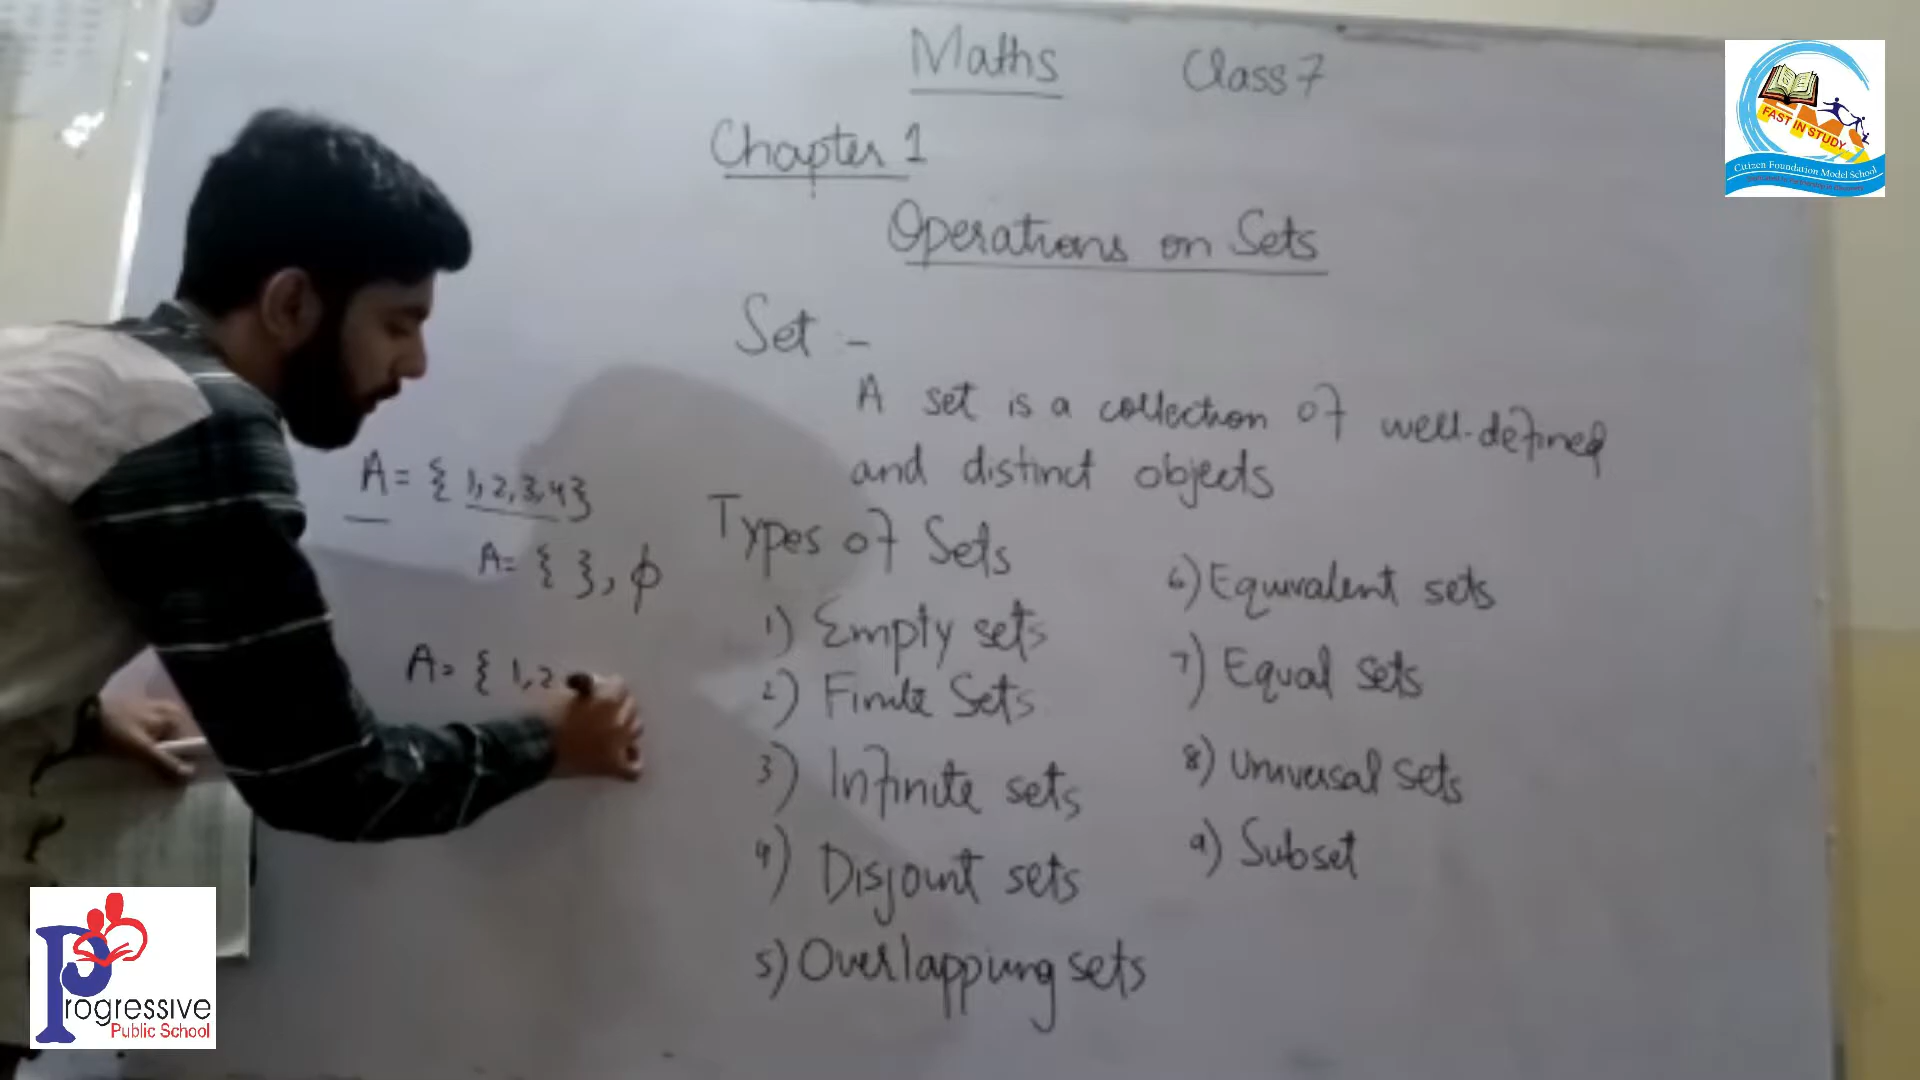 Maths Class 7
Chapter 1
Operations on Sets
Set :-
A set is a collection of well-defined
and distinct objects
A = { 1, 2, 3, 4 }
A = { }, ϕ
A = { 1, 2
Types of Sets
1) Empty sets
2) Finite Sets
3) Infinite sets
4) Disjount sets
5) Overlapping sets
6) Equivalent sets
7) Equal sets
8) Universal sets
9) Subset
FAST IN STUDY
Citizen Foundation Model School
Progressive
Public School